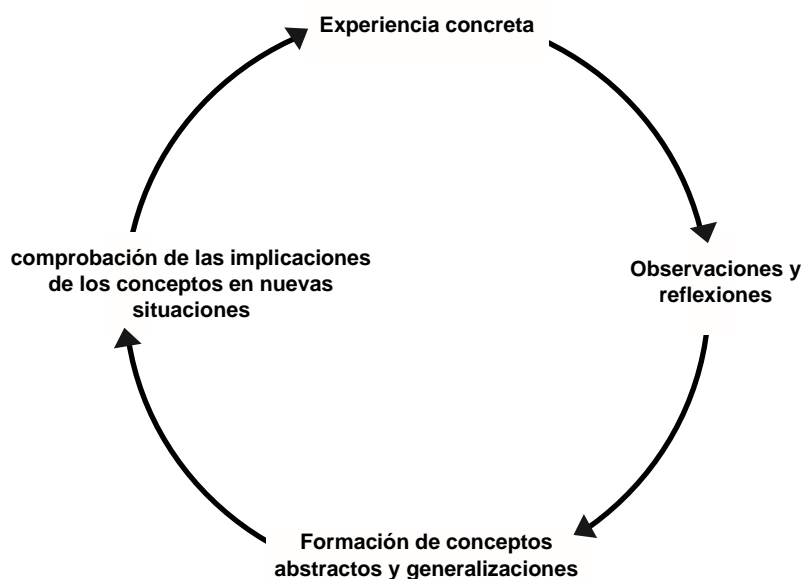 Experiencia concreta
Observaciones y
reflexiones
Formación de conceptos
abstractos y generalizaciones
comprobación de las implicaciones
de los conceptos en nuevas
situaciones